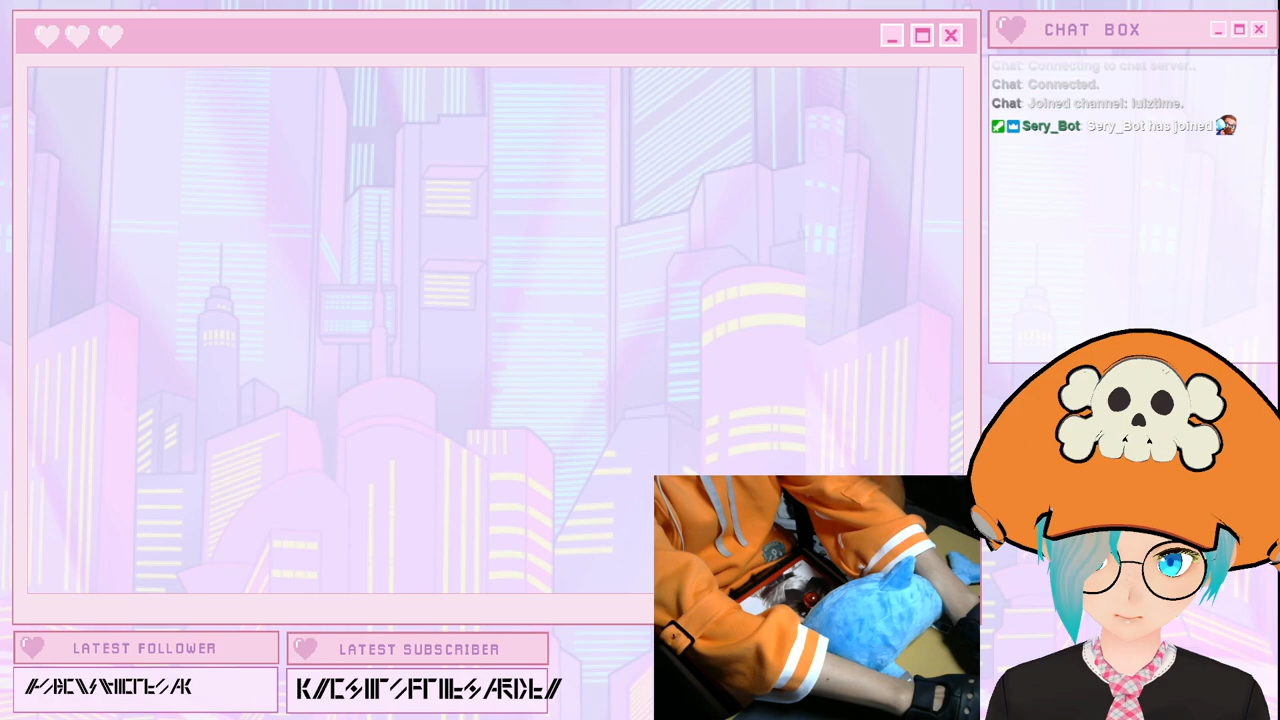 CHAT BOX
Chat: Connecting to chat server..
Chat: Connected.
Chat: Joined channel: luiztime.
Sery_Bot: Sery_Bot has joined
LATEST FOLLOWER
LATEST SUBSCRIBER